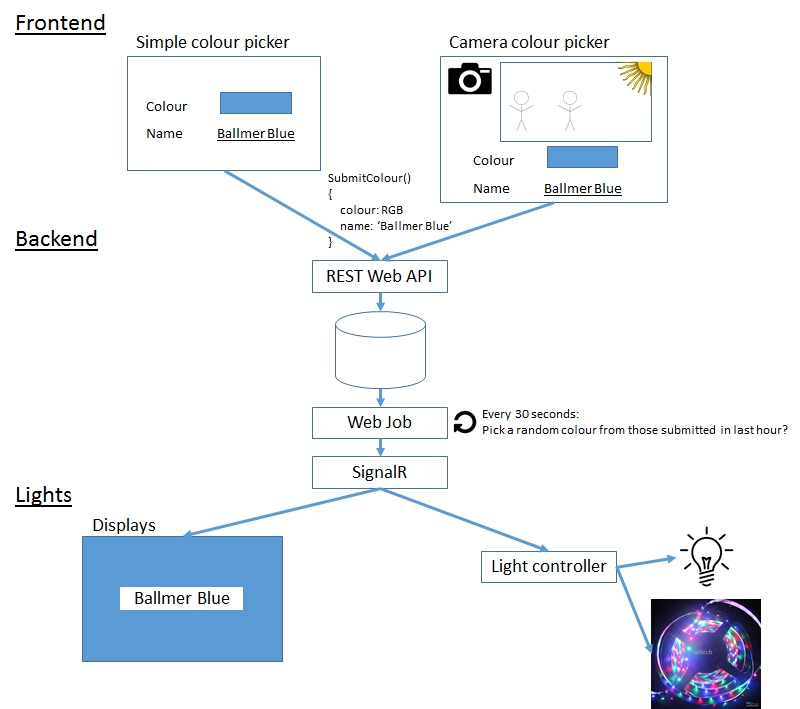 Frontend
Simple colour picker
Camera colour picker
Colour
Name
Ballmer Blue
Colour
Name
Ballmer Blue
SubmitColour()
{
colour: RGB
name: ‘Ballmer Blue’
}
Backend
REST Web API
Web Job
Every 30 seconds:
Pick a random colour from those submitted in last hour?
SignalR
Lights
Displays
Ballmer Blue
Light controller